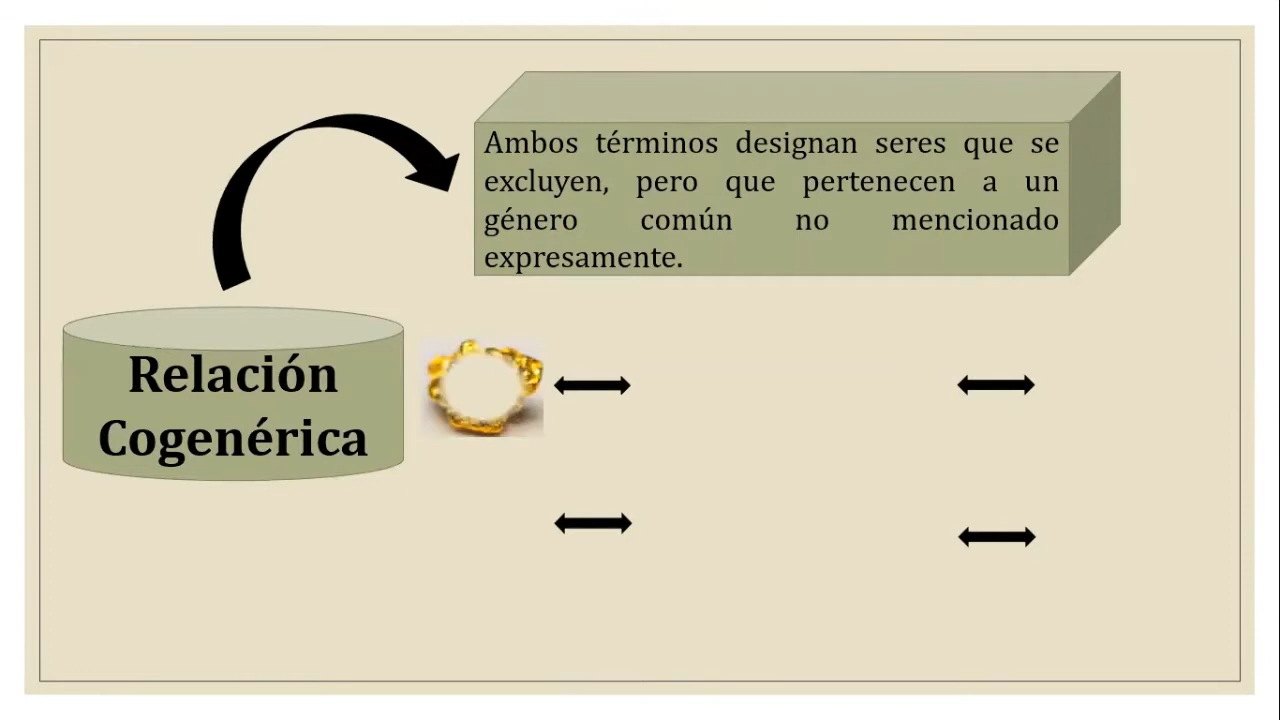 Ambos términos designan seres que se
excluyen, pero que pertenecen a un
género común no mencionado
expresamente.
Relación
Cogenérica